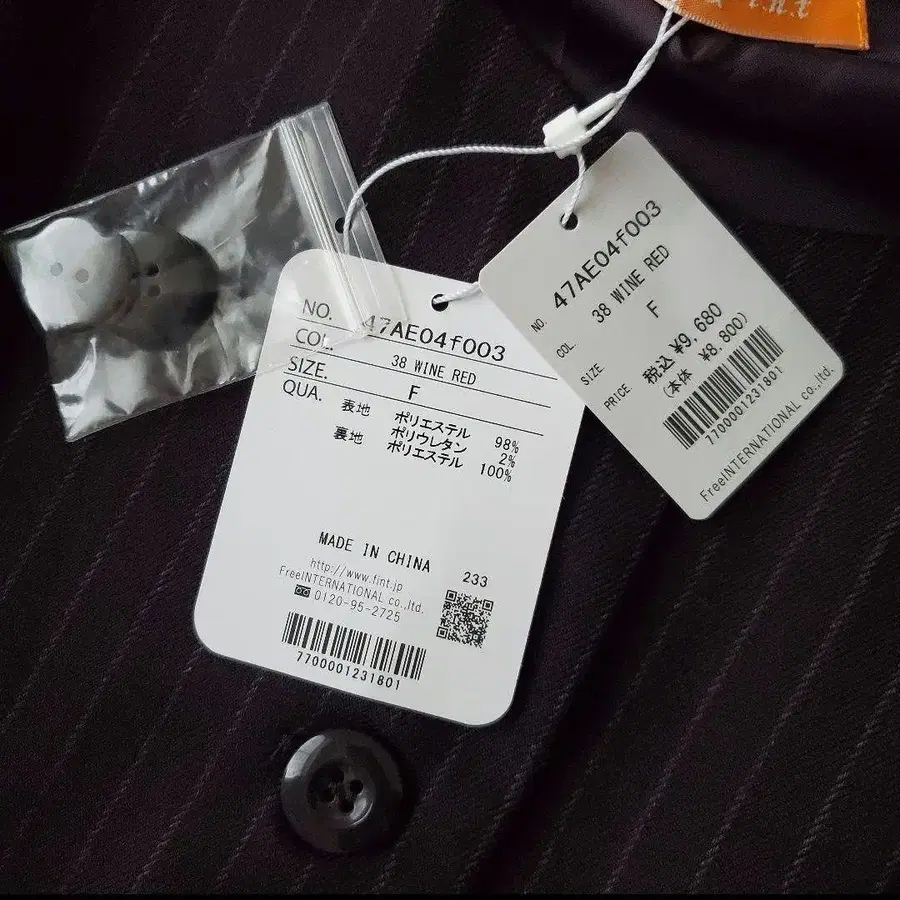 f.n.t
NO. 47AE04f003
COL. 38 WINE RED
SIZE. F
QUA. 表地 ポリエステル 98%
ポリウレタン 2%
裏地 ポリエステル 100%
MADE IN CHINA
http://www.fint.jp
FreeINTERNATIONAL co.,ltd.
0120-95-2725
233
7700001231801
NO. 47AE04f003
COL. 38 WINE RED
SIZE. F
PRICE. 税込 ¥9,680
(本体 ¥8,800)
7700001231801
FreeINTERNATIONAL co.,ltd.